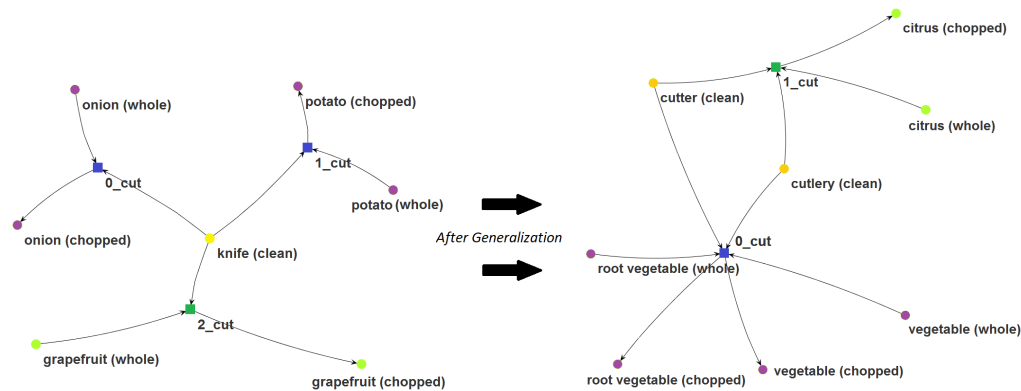 onion (whole)
0_cut
onion (chopped)
potato (chopped)
1_cut
potato (whole)
knife (clean)
2_cut
grapefruit (whole)
grapefruit (chopped)
After Generalization
citrus (chopped)
1_cut
cutter (clean)
citrus (whole)
cutlery (clean)
0_cut
root vegetable (whole)
vegetable (whole)
root vegetable (chopped)
vegetable (chopped)